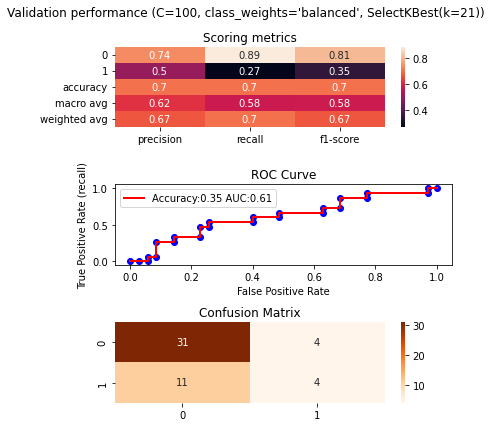 Validation performance (C=100, class_weights='balanced', SelectKBest(k=21))
Scoring metrics
0 0.74 0.89 0.81
1 0.5 0.27 0.35
accuracy 0.7 0.7 0.7
macro avg 0.62 0.58 0.58
weighted avg 0.67 0.7 0.67
precision recall f1-score
0.8
0.6
0.4
ROC Curve
True Positive Rate (recall)
1.0
0.5
0.0
Accuracy:0.35 AUC:0.61
0.0 0.2 0.4 0.6 0.8 1.0
False Positive Rate
Confusion Matrix
0 31 4
1 11 4
0 1
30
20
10